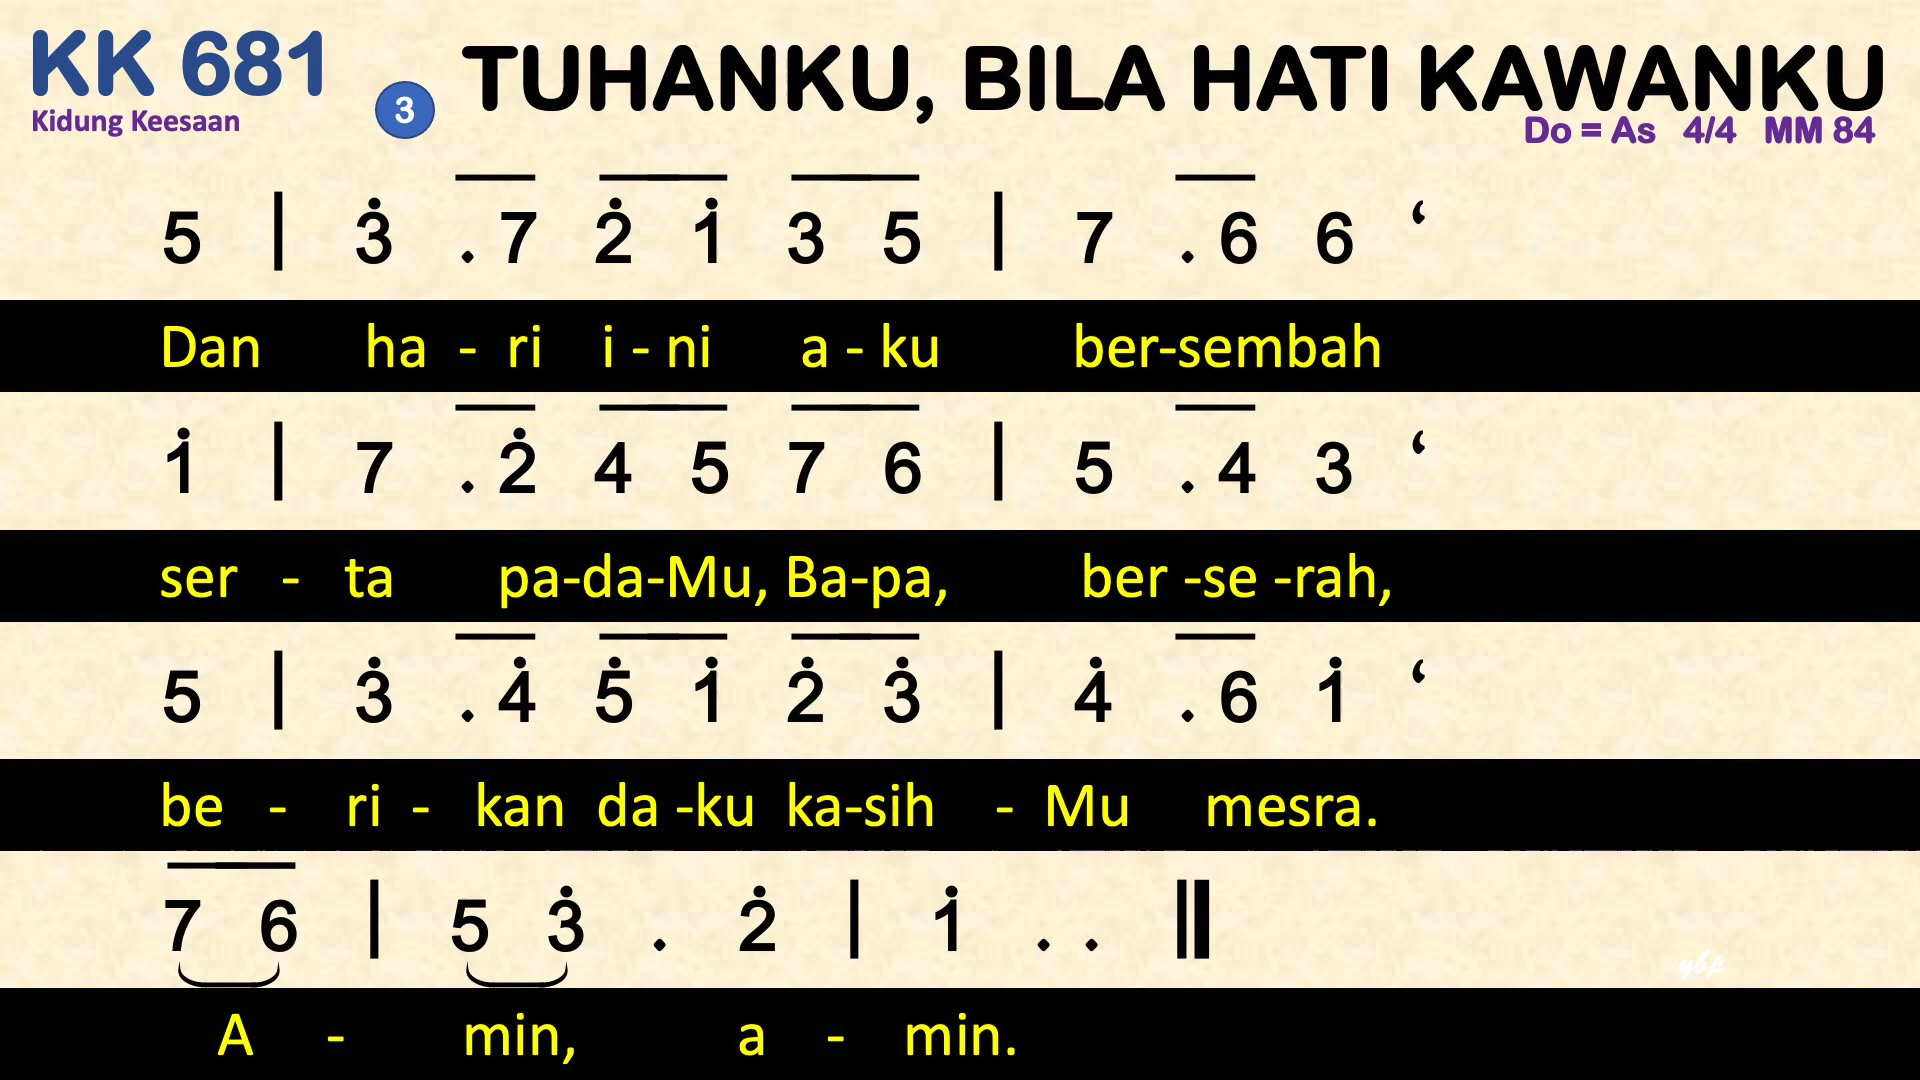 KK 681
Kidung Keesaan
3 TUHANKU, BILA HATI KAWANKU
Do = As 4/4 MM 84
5 | 3̇ . 7 2̇ 1̇ 3 5 | 7 . 6 6 ‘
Dan ha - ri i - ni a - ku ber-sembah
1̇ | 7 . 2̇ 4 5 7 6 | 5 . 4 3 ‘
ser - ta pa-da-Mu, Ba-pa, ber -se -rah,
5 | 3̇ . 4̇ 5̇ 1̇ 2̇ 3̇ | 4̇ . 6 1̇ ‘
be - ri - kan da -ku ka-sih - Mu mesra.
7 6 | 5 3̇ . 2̇ | 1̇ . . ‖
ybp
A - min, a - min.